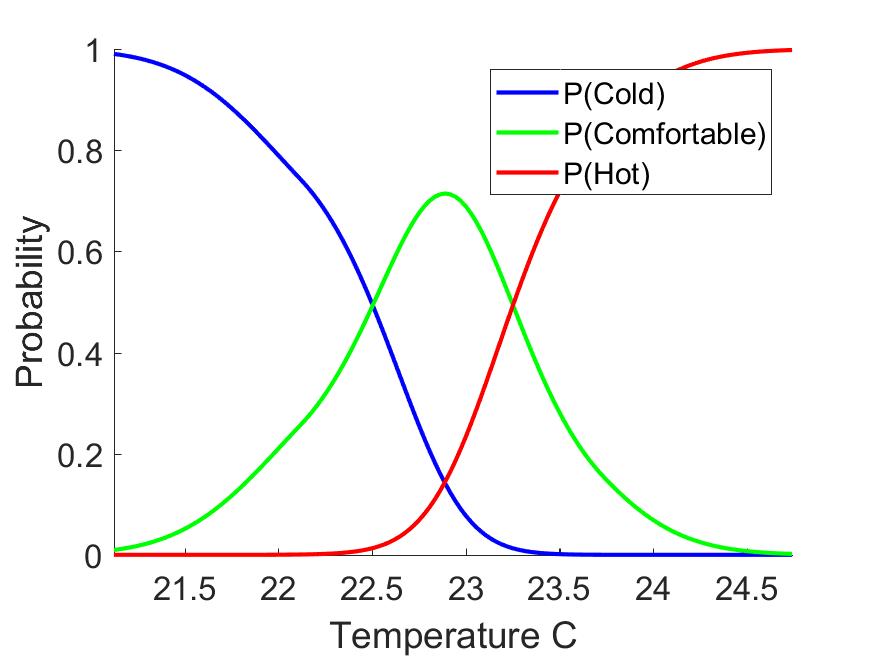 1
0.8
0.6
0.4
0.2
0
Probability
P(Cold)
P(Comfortable)
P(Hot)
21.5 22 22.5 23 23.5 24 24.5
Temperature C